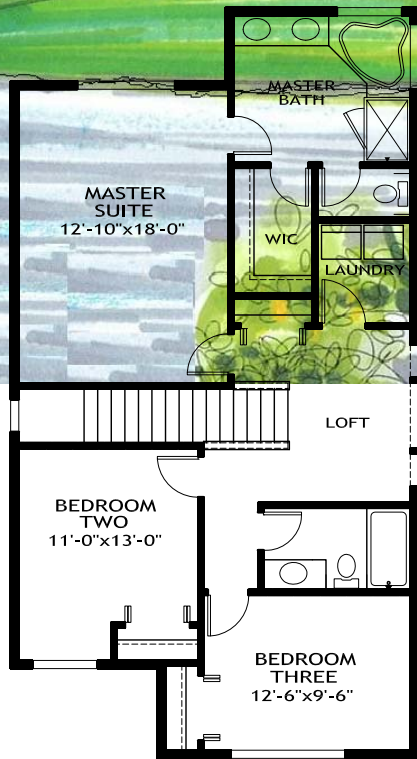 MASTER
BATH
MASTER
SUITE
12'-10"x18'-0"
WIC
LAUNDRY
LOFT
BEDROOM
TWO
11'-0"x13'-0"
BEDROOM
THREE
12'-6"x9'-6"